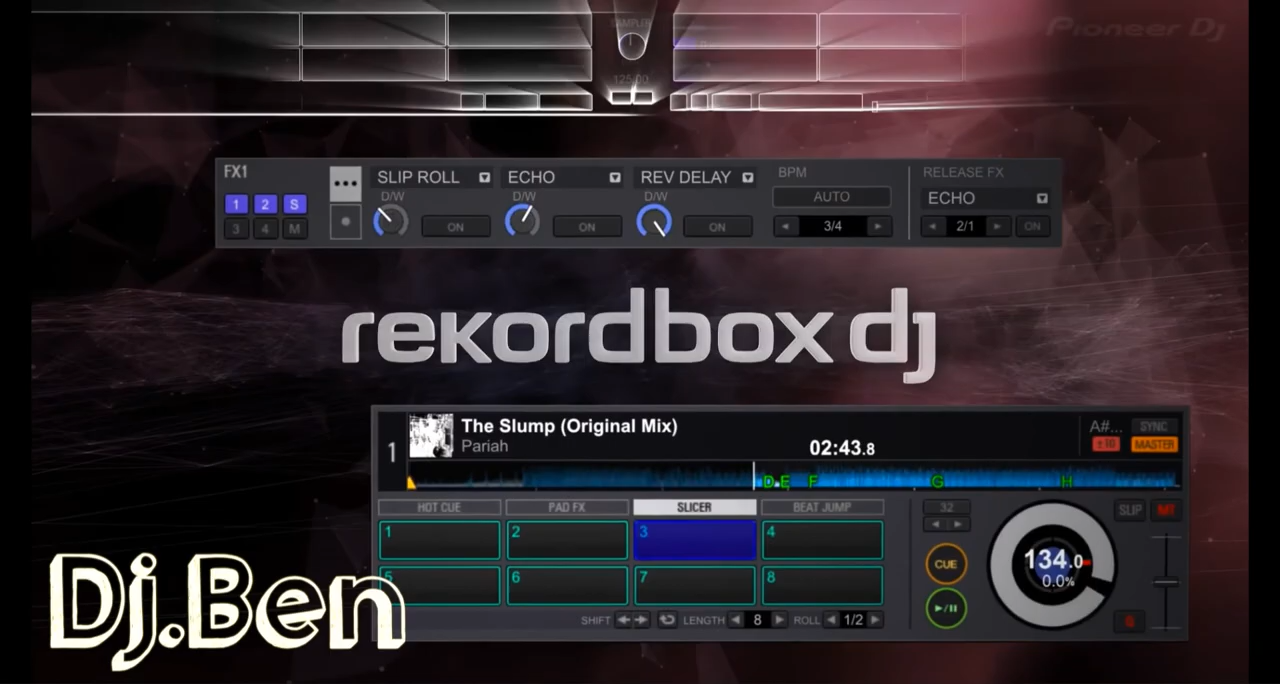 Pioneer Dj
SAMPLER
125.00
FX1
1 2 S
3 4 M
SLIP ROLL
D/W
ON
ECHO
D/W
ON
REV DELAY
D/W
ON
BPM
AUTO
3/4
RELEASE FX
ECHO
2/1
ON
rekordbox dj
1
The Slump (Original Mix)
Pariah
02:43.8
A#...
SYNC
±10
MASTER
D E F G H
HOT CUE
PAD FX
SLICER
BEAT JUMP
1 2 3 4
5 6 7 8
SHIFT
LENGTH 8
ROLL 1/2
32
CUE
134.0
0.0%
SLIP
MT
Dj.Ben